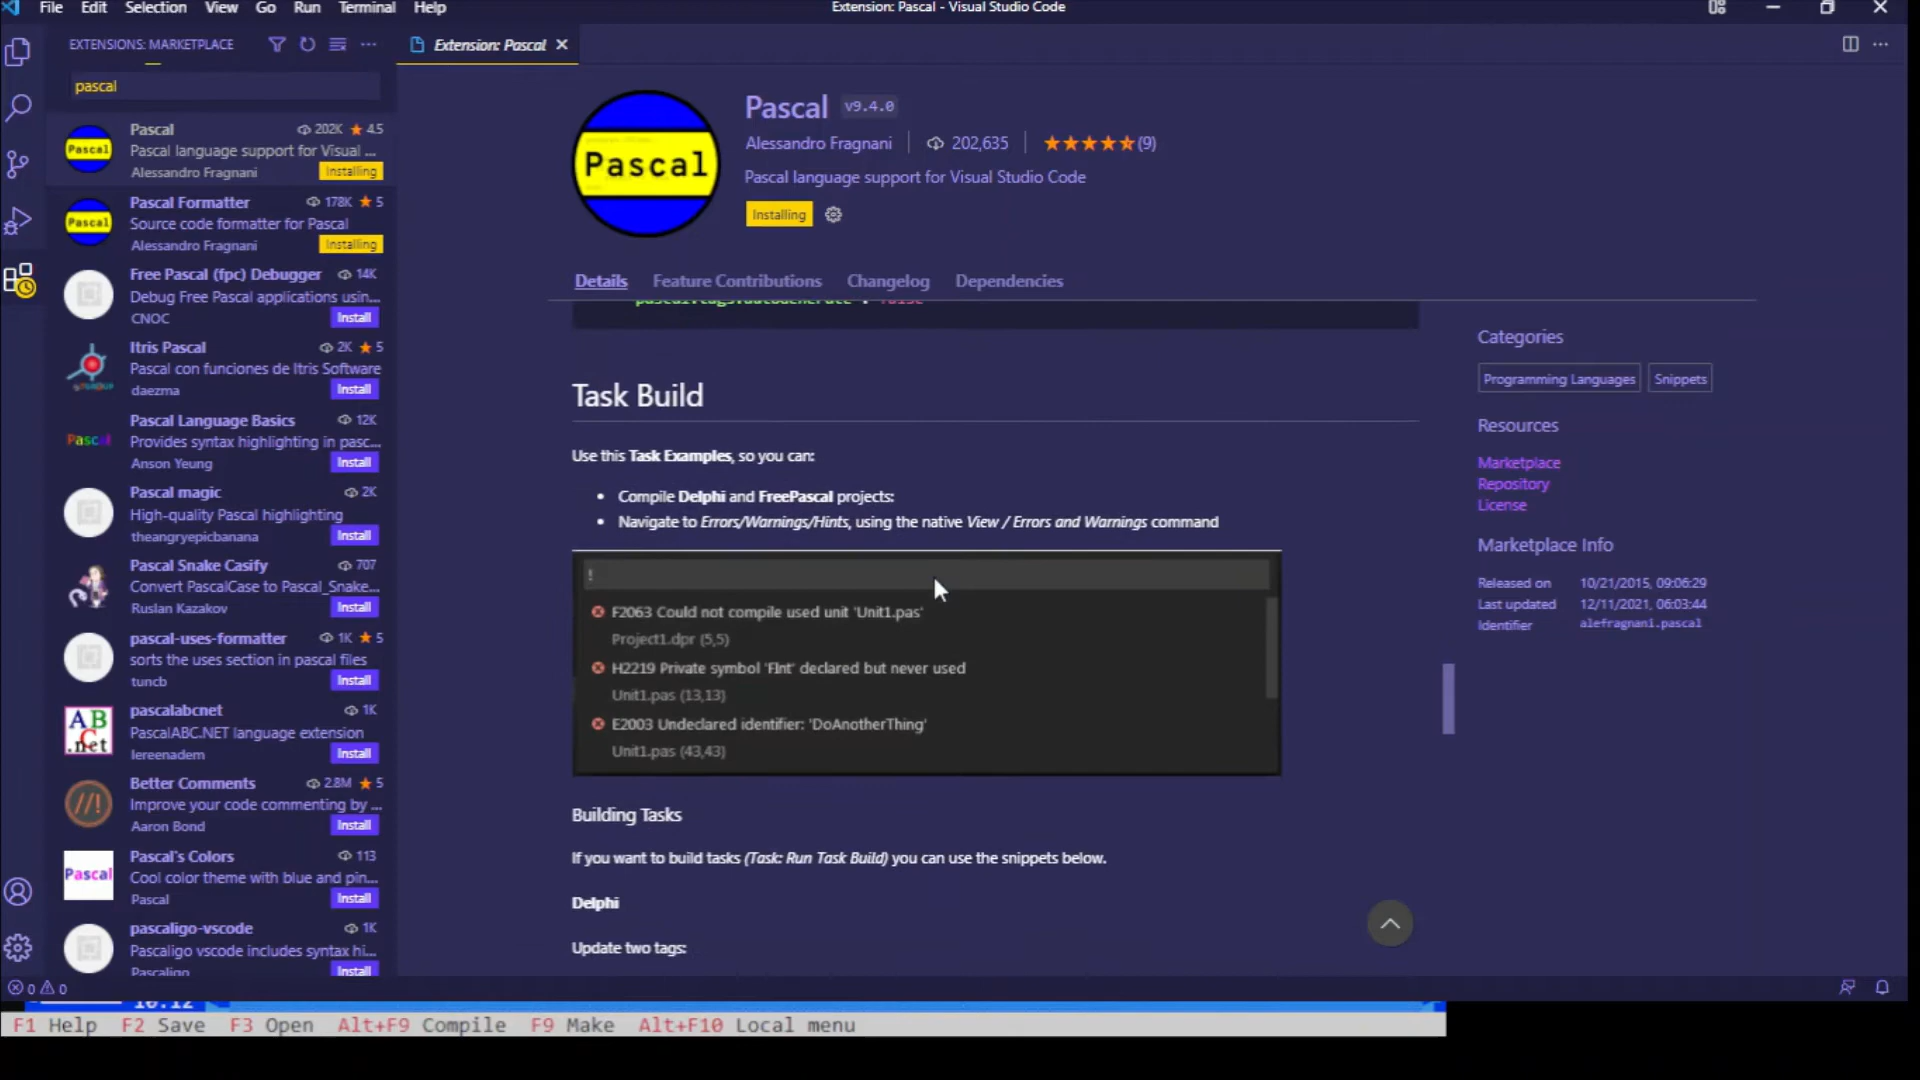 File Edit Selection View Go Run Terminal Help
Extension: Pascal - Visual Studio Code
EXTENSIONS: MARKETPLACE
pascal
Pascal 202K 4.5
Pascal language support for Visual ...
Alessandro Fragnani Installing
Pascal Formatter 178K 5
Source code formatter for Pascal
Alessandro Fragnani Installing
Free Pascal (fpc) Debugger 14K
Debug Free Pascal applications usin...
CNOC Install
Itris Pascal 2K 5
Pascal con funciones de Itris Software
daezma Install
Pascal Language Basics 12K
Provides syntax highlighting in pasc...
Anson Yeung Install
Pascal magic 2K
High-quality Pascal highlighting
theangryepicbanana Install
Pascal Snake Casify 707
Convert PascalCase to Pascal_Snake...
Ruslan Kazakov Install
pascal-uses-formatter 1K 5
sorts the uses section in pascal files
tuncb Install
pascalabcnet 1K
PascalABC.NET language extension
lereenadem Install
Better Comments 2.8M 5
Improve your code commenting by ...
Aaron Bond Install
Pascal's Colors 113
Cool color theme with blue and pin...
Pascal Install
pascaligo-vscode 1K
Pascaligo vscode includes syntax hi...
Pascaligo Install
Pascal
Pascal
Pascal
ABC
.net
//!
Pascal
Extension: Pascal
Pascal
Pascal v9.4.0
Alessandro Fragnani 202,635 (9)
Pascal language support for Visual Studio Code
Installing
Details Feature Contributions Changelog Dependencies
Task Build
Use this Task Examples, so you can:
• Compile Delphi and FreePascal projects:
• Navigate to Errors/Warnings/Hints, using the native View / Errors and Warnings command
!
F2063 Could not compile used unit 'Unit1.pas'
Project1.dpr (5,5)
H2219 Private symbol 'FInt' declared but never used
Unit1.pas (13,13)
E2003 Undeclared identifier: 'DoAnotherThing'
Unit1.pas (43,43)
Building Tasks
If you want to build tasks (Task: Run Task Build) you can use the snippets below.
Delphi
Update two tags:
Categories
Programming Languages Snippets
Resources
Marketplace
Repository
License
Marketplace Info
Released on 10/21/2015, 09:06:29
Last updated 12/11/2021, 06:03:44
Identifier alefragnani.pascal
0 0
F1 Help F2 Save F3 Open Alt+F9 Compile F9 Make Alt+F10 Local menu